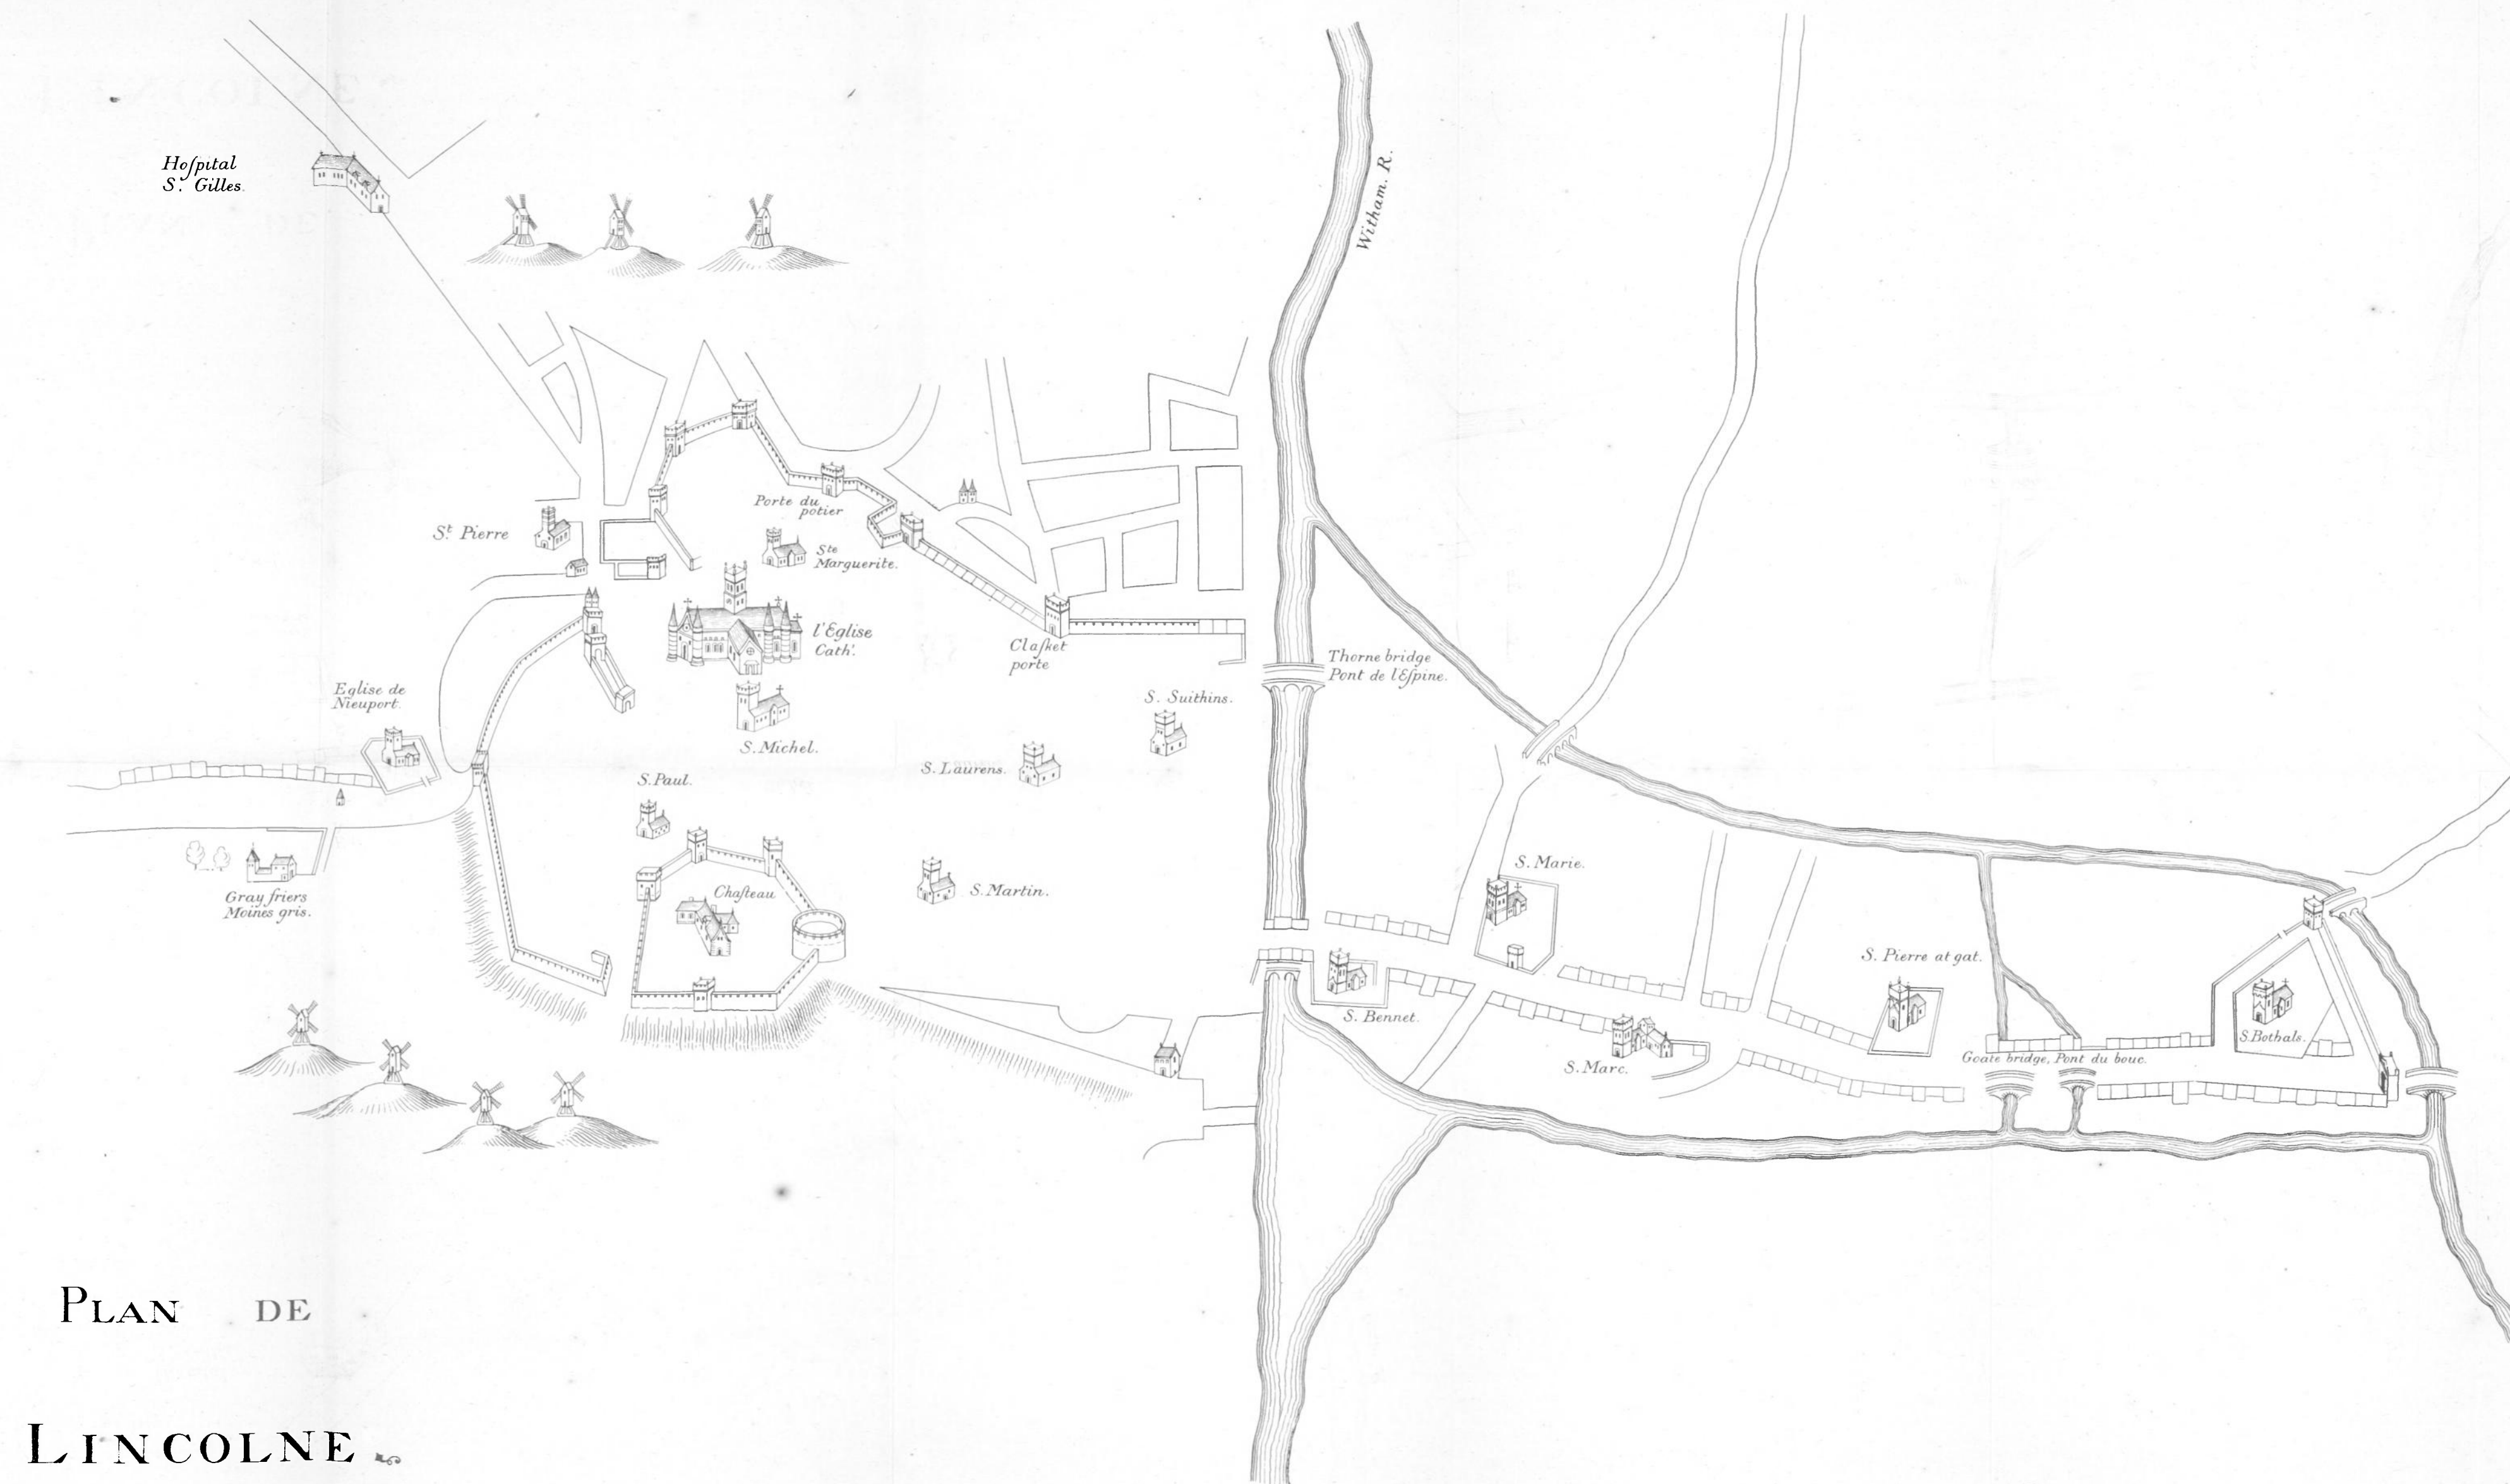 Hoſpital
S.t Gilles.
Witham. R.
Porte du
potier
S.t Pierre
Ste
Marguerite.
l'Egliſe
Cath.
Claſket
porte
Thorne bridge
Pont de l'Eſpine.
Egliſe de
Nieuport.
S. Suithins.
S. Michel.
S. Laurens.
S. Paul.
Gray friers
Moines gris.
Chaſteau
S. Martin.
S. Marie.
S. Pierre at gat.
S. Bennet.
S. Marc.
S. Bothals.
Goate bridge, Pont du bouc.
PLAN DE
LINCOLNE